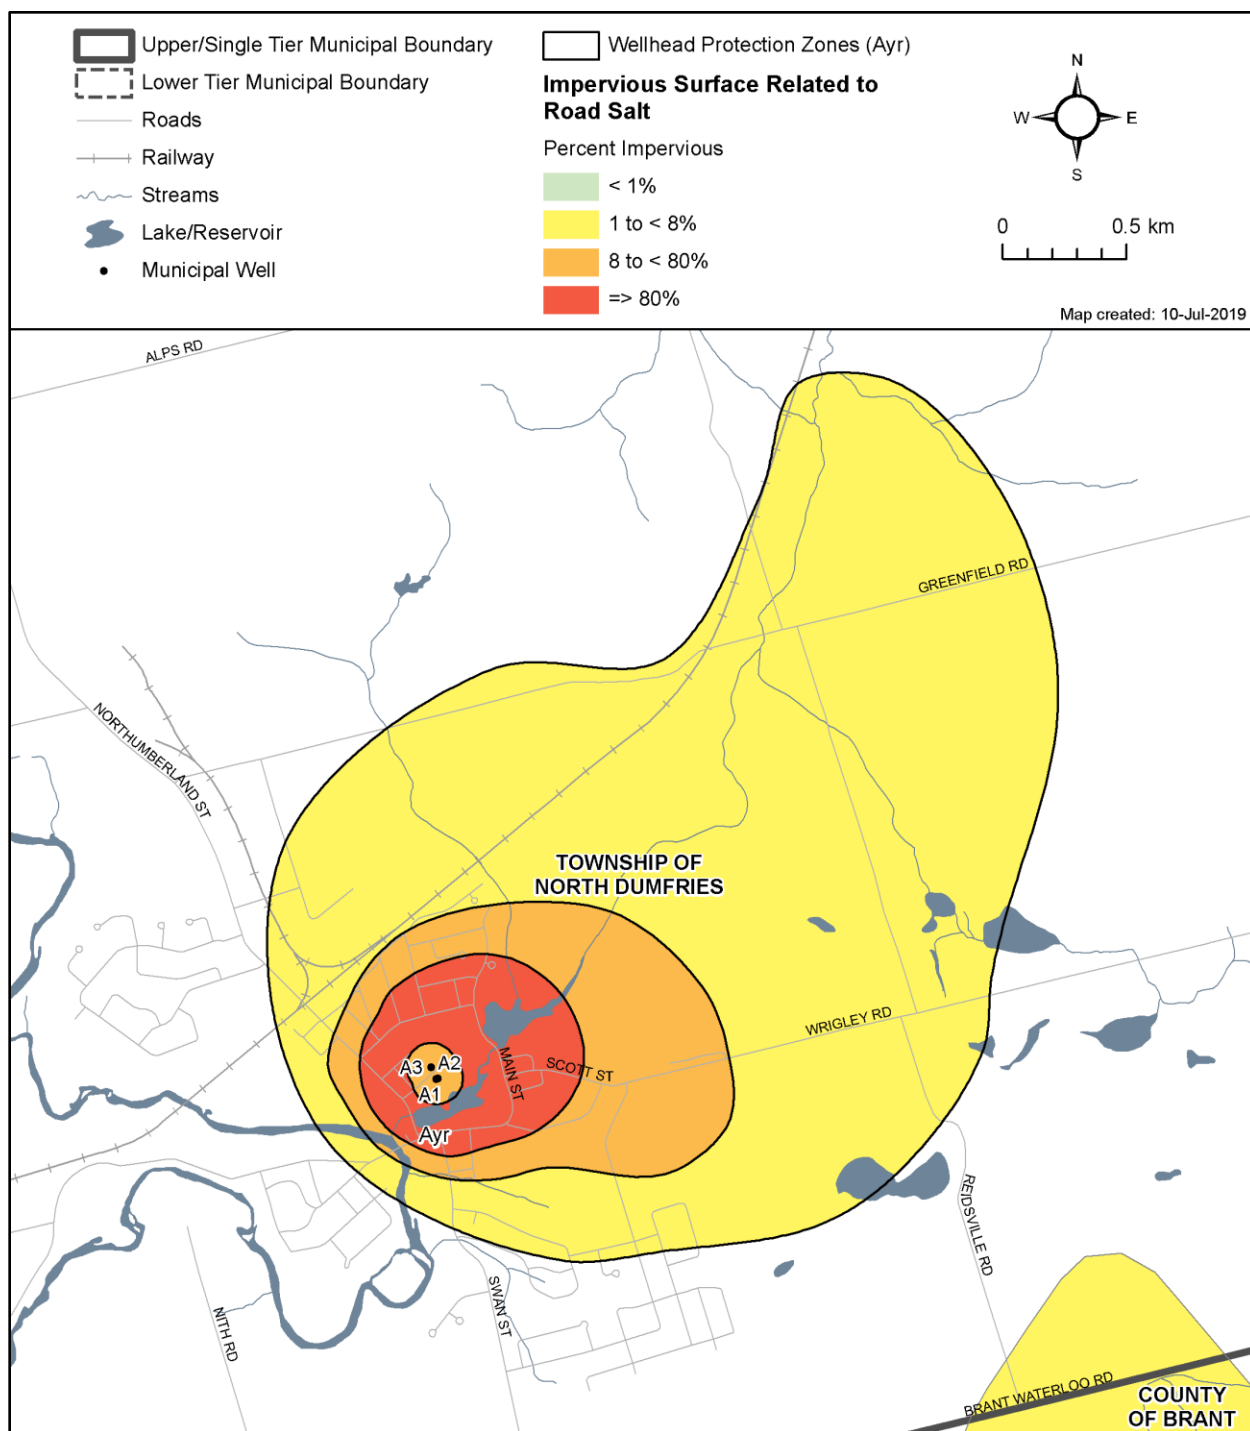 Upper/Single Tier Municipal Boundary
Lower Tier Municipal Boundary
Roads
Railway
Streams
Lake/Reservoir
Municipal Well
Wellhead Protection Zones (Ayr)
Impervious Surface Related to
Road Salt
Percent Impervious
< 1%
1 to < 8%
8 to < 80%
=> 80%
N
W
E
S
0
0.5 km
Map created: 10-Jul-2019
ALPS RD
GREENFIELD RD
NORTHUMBERLAND ST
TOWNSHIP OF
NORTH DUMFRIES
WRIGLEY RD
MAIN ST
SCOTT ST
A3
A2
A1
Ayr
REIDSVILLE RD
SWAN ST
NITH RD
BRANT WATERLOO RD
COUNTY
OF BRANT